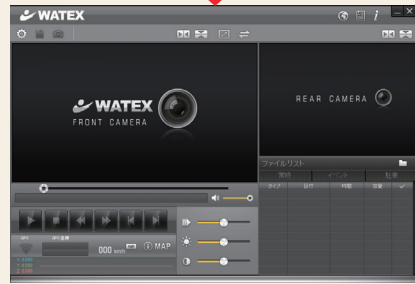 WATEX
i
WATEX
FRONT CAMERA
REAR CAMERA
ファイルリスト
常時 イベント 駐車
タイプ 日付 時間 容量
000 km/h
i MAP